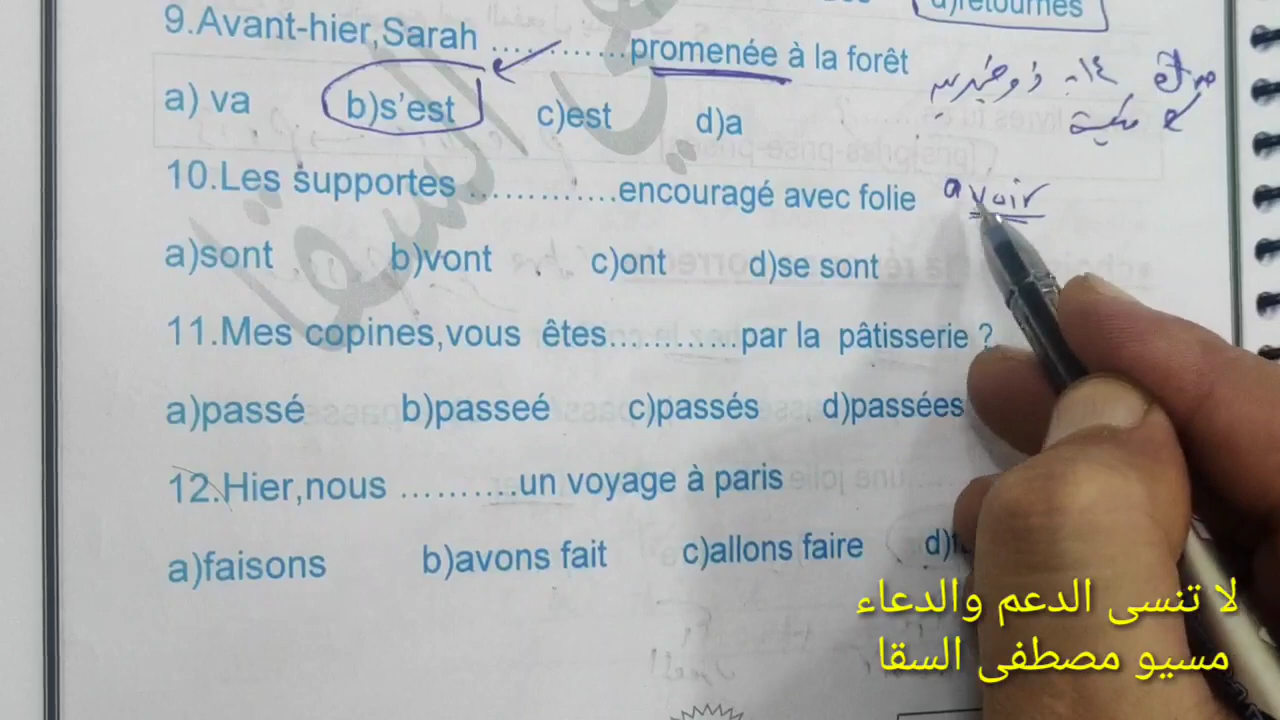 d)retournes
9.Avant-hier,Sarah ............promenée à la forêt
a) va b)s'est c)est d)a
10.Les supportes .............encouragé avec folie avoir
a)sont b)vont c)ont d)se sont
11.Mes copines,vous êtes............par la pâtisserie ?
a)passé b)passeé c)passés d)passées
12.Hier,nous ..........un voyage à paris
a)faisons b)avons fait c)allons faire d)
لا تنسى الدعم والدعاء
مسيو مصطفى السقا